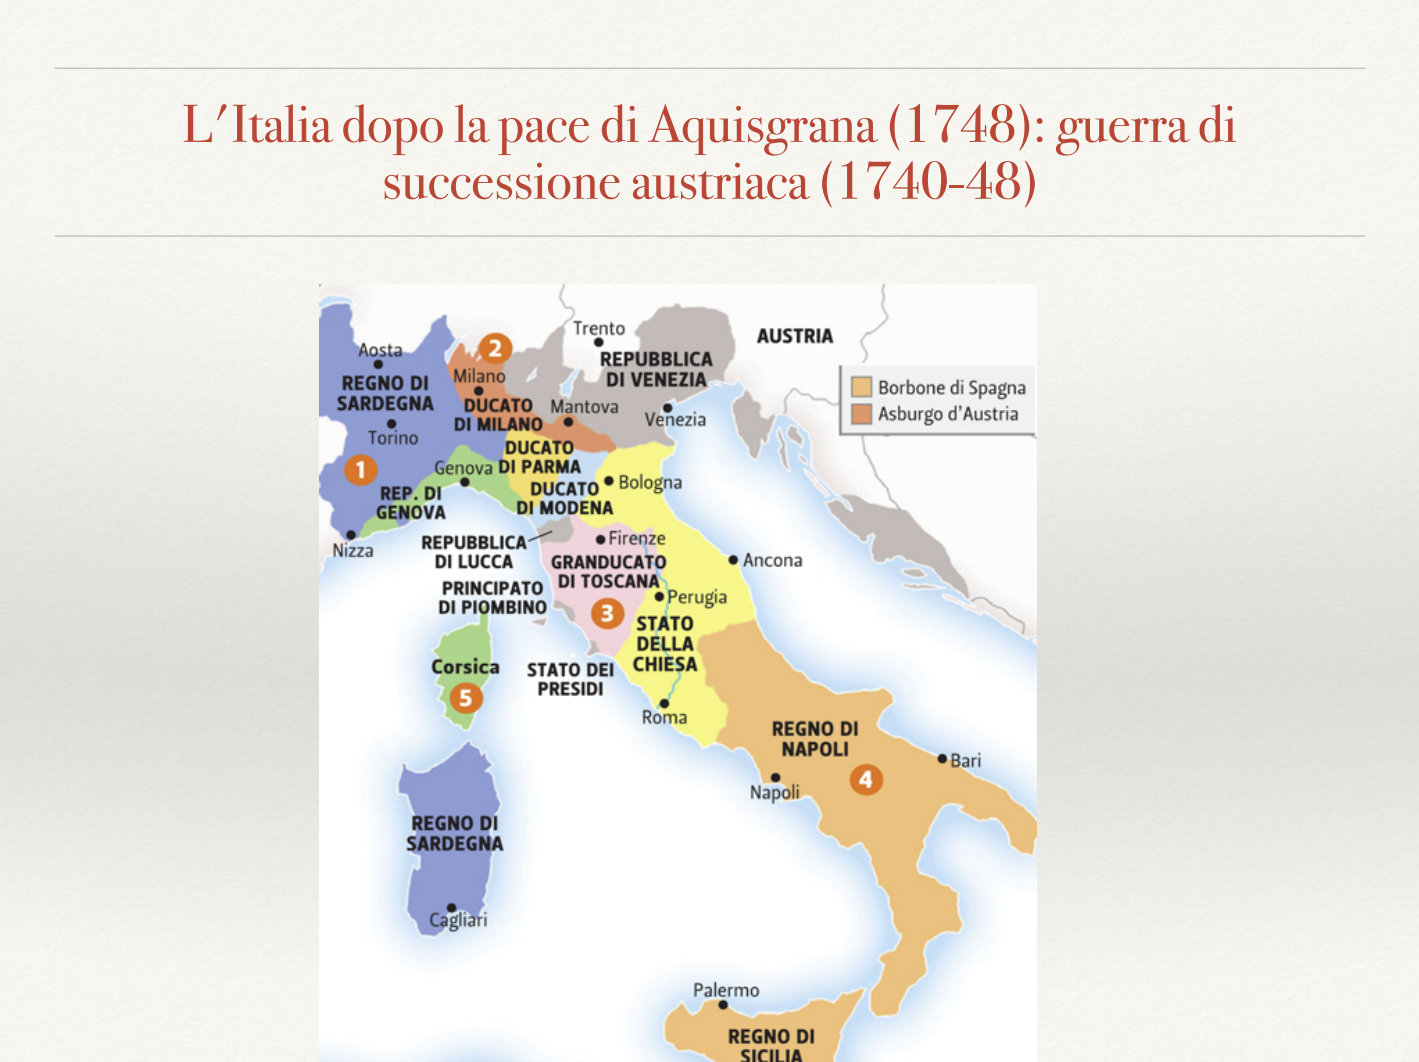 L'Italia dopo la pace di Aquisgrana (1748): guerra di
successione austriaca (1740-48)
Trento
AUSTRIA
2
Aosta
REPUBBLICA
DI VENEZIA
Milano
REGNO DI
SARDEGNA
Borbone di Spagna
Asburgo d'Austria
DUCATO
DI MILANO
Mantova
Venezia
Torino
DUCATO
DI PARMA
1
Genova
Bologna
REP. DI
GENOVA
DUCATO
DI MODENA
Nizza
REPUBBLICA
DI LUCCA
Firenze
GRANDUCATO
DI TOSCANA
Ancona
PRINCIPATO
DI PIOMBINO
Perugia
3
STATO
DELLA
CHIESA
Corsica
5
STATO DEI
PRESIDI
Roma
REGNO DI
NAPOLI
Bari
4
Napoli
REGNO DI
SARDEGNA
Cagliari
Palermo
REGNO DI
SICILIA